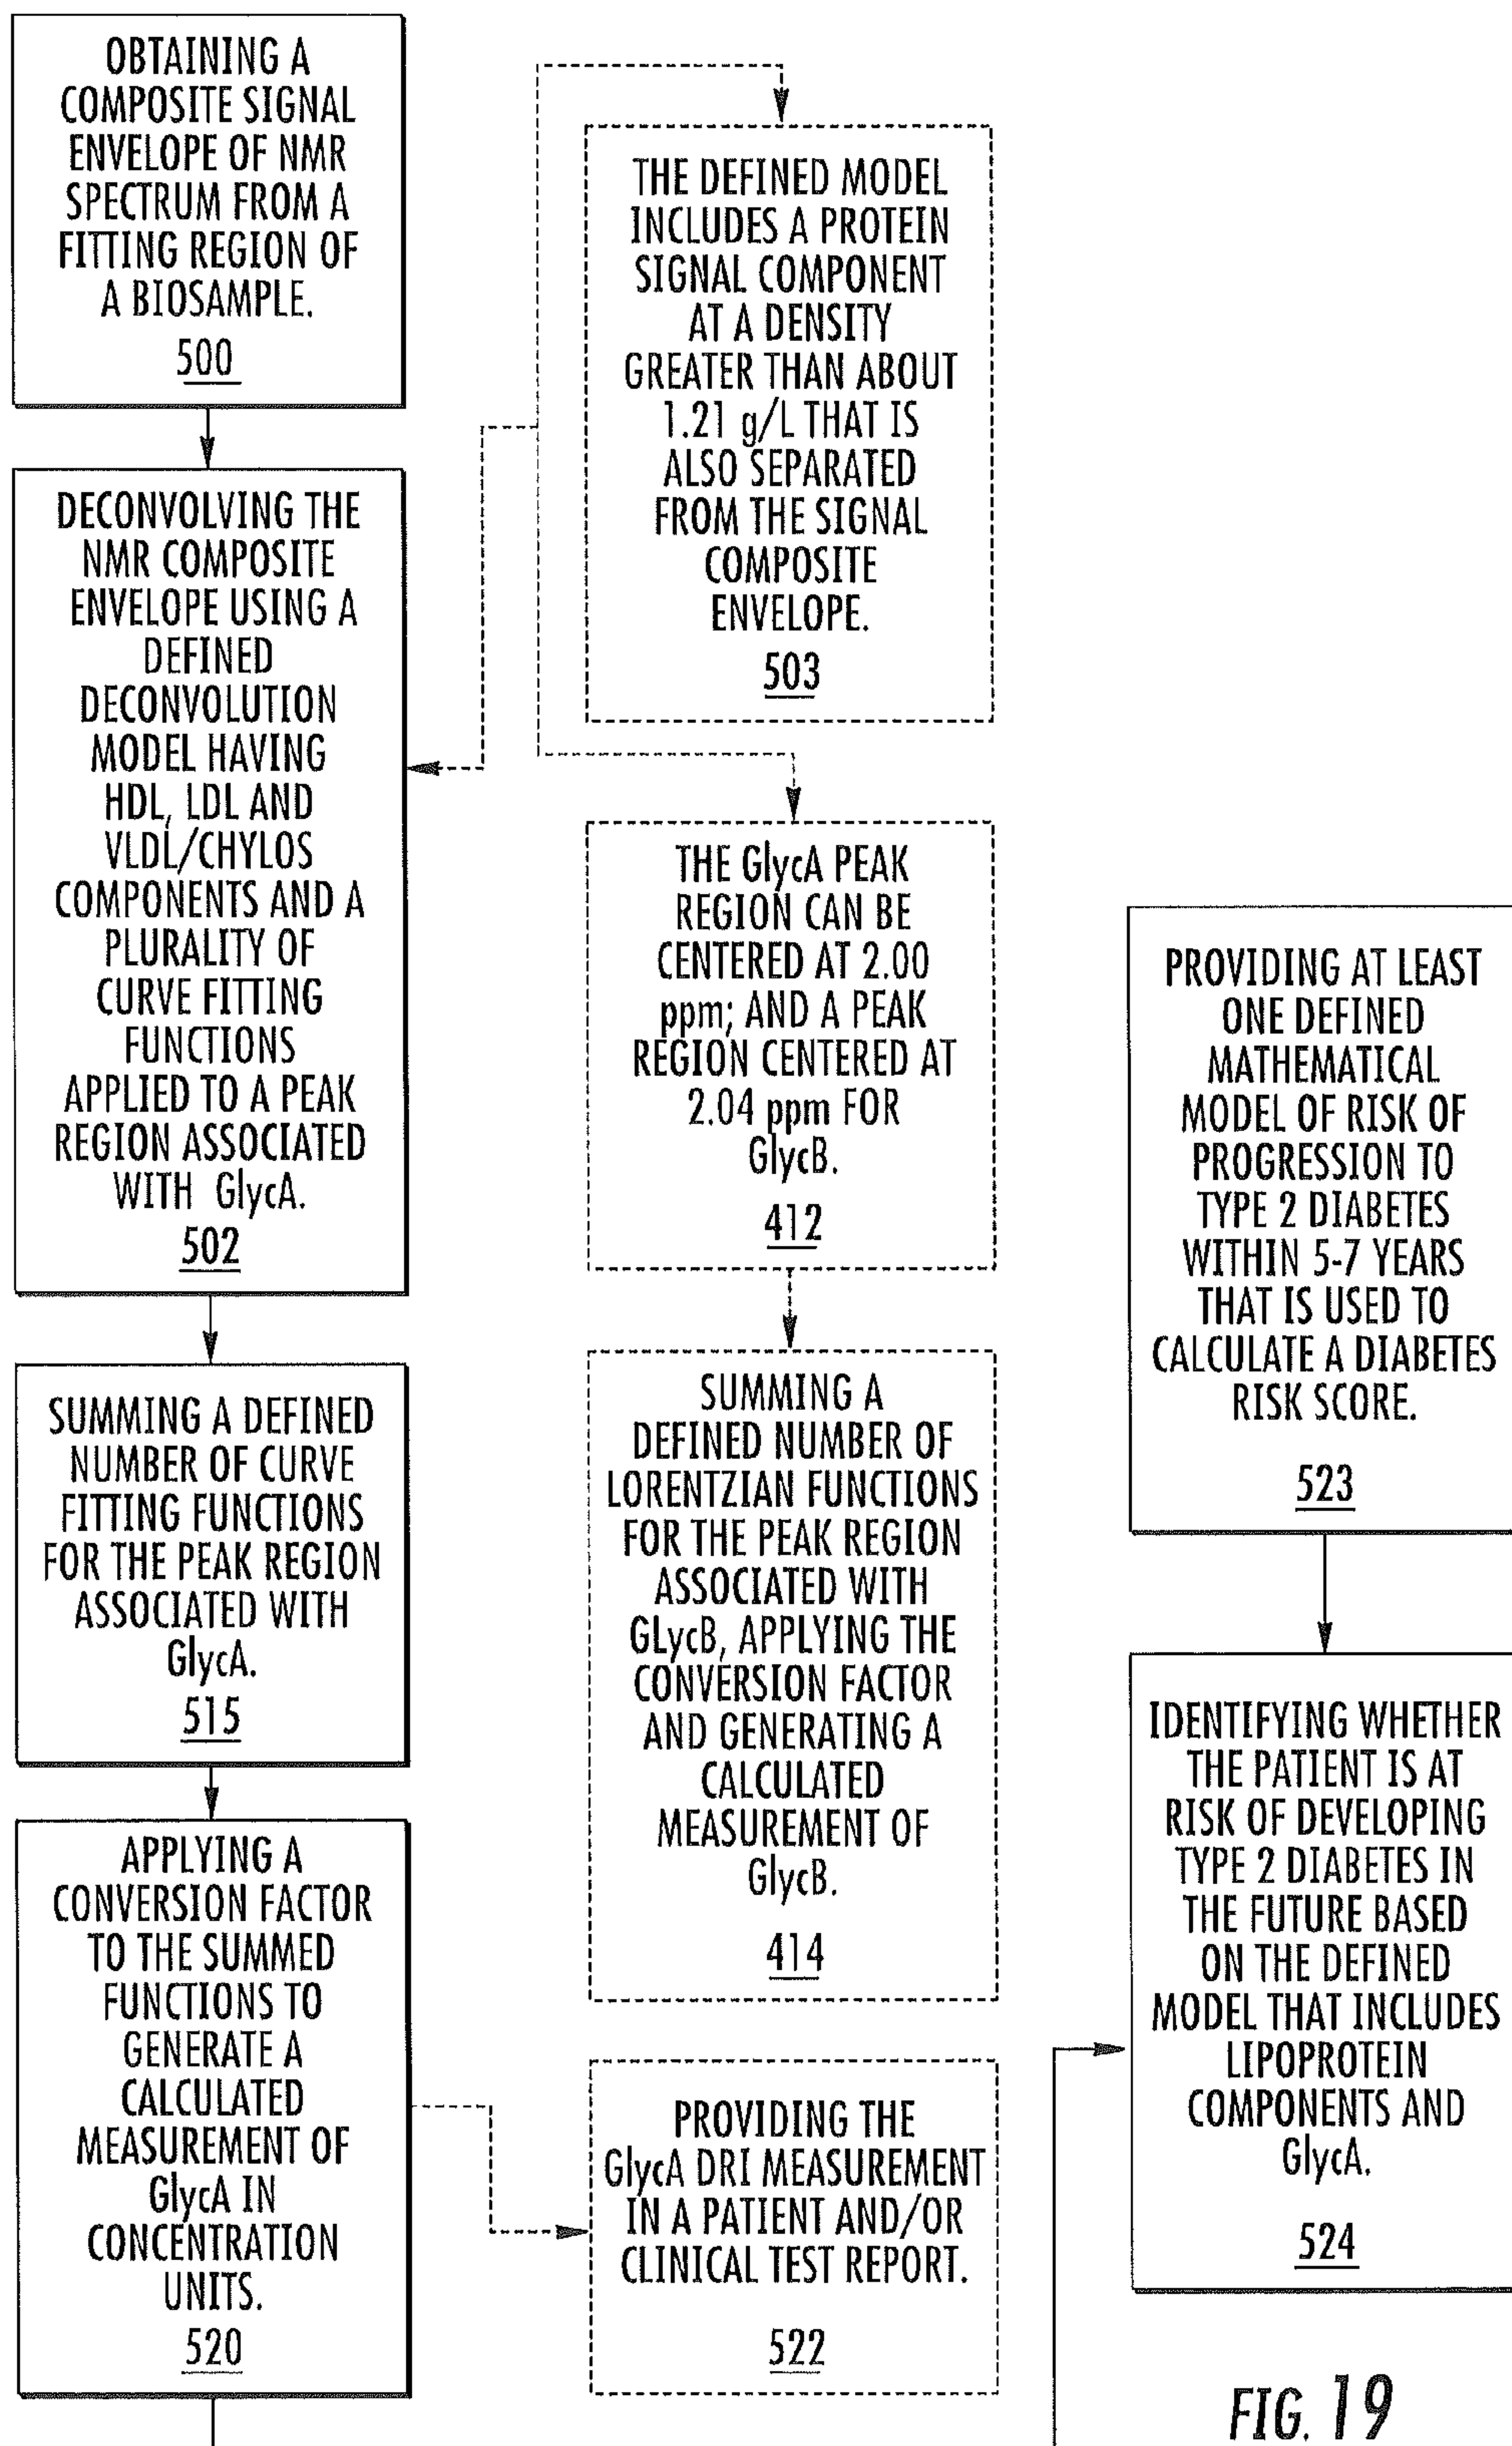 OBTAINING A
COMPOSITE SIGNAL
ENVELOPE OF NMR
SPECTRUM FROM A
FITTING REGION OF
A BIOSAMPLE.
500
DECONVOLVING THE
NMR COMPOSITE
ENVELOPE USING A
DEFINED
DECONVOLUTION
MODEL HAVING
HDL, LDL AND
VLDL/CHYLOS
COMPONENTS AND A
PLURALITY OF
CURVE FITTING
FUNCTIONS
APPLIED TO A PEAK
REGION ASSOCIATED
WITH GlycA.
502
SUMMING A DEFINED
NUMBER OF CURVE
FITTING FUNCTIONS
FOR THE PEAK REGION
ASSOCIATED WITH
GlycA.
515
APPLYING A
CONVERSION FACTOR
TO THE SUMMED
FUNCTIONS TO
GENERATE A
CALCULATED
MEASUREMENT OF
GlycA IN
CONCENTRATION
UNITS.
520
THE DEFINED MODEL
INCLUDES A PROTEIN
SIGNAL COMPONENT
AT A DENSITY
GREATER THAN ABOUT
1.21 g/L THAT IS
ALSO SEPARATED
FROM THE SIGNAL
COMPOSITE
ENVELOPE.
503
THE GlycA PEAK
REGION CAN BE
CENTERED AT 2.00
ppm; AND A PEAK
REGION CENTERED AT
2.04 ppm FOR
GlycB.
412
SUMMING A
DEFINED NUMBER OF
LORENTZIAN FUNCTIONS
FOR THE PEAK REGION
ASSOCIATED WITH
GLycB, APPLYING THE
CONVERSION FACTOR
AND GENERATING A
CALCULATED
MEASUREMENT OF
GlycB.
414
PROVIDING THE
GlycA DRI MEASUREMENT
IN A PATIENT AND/OR
CLINICAL TEST REPORT.
522
PROVIDING AT LEAST
ONE DEFINED
MATHEMATICAL
MODEL OF RISK OF
PROGRESSION TO
TYPE 2 DIABETES
WITHIN 5-7 YEARS
THAT IS USED TO
CALCULATE A DIABETES
RISK SCORE.
523
IDENTIFYING WHETHER
THE PATIENT IS AT
RISK OF DEVELOPING
TYPE 2 DIABETES IN
THE FUTURE BASED
ON THE DEFINED
MODEL THAT INCLUDES
LIPOPROTEIN
COMPONENTS AND
GlycA.
524
FIG. 19